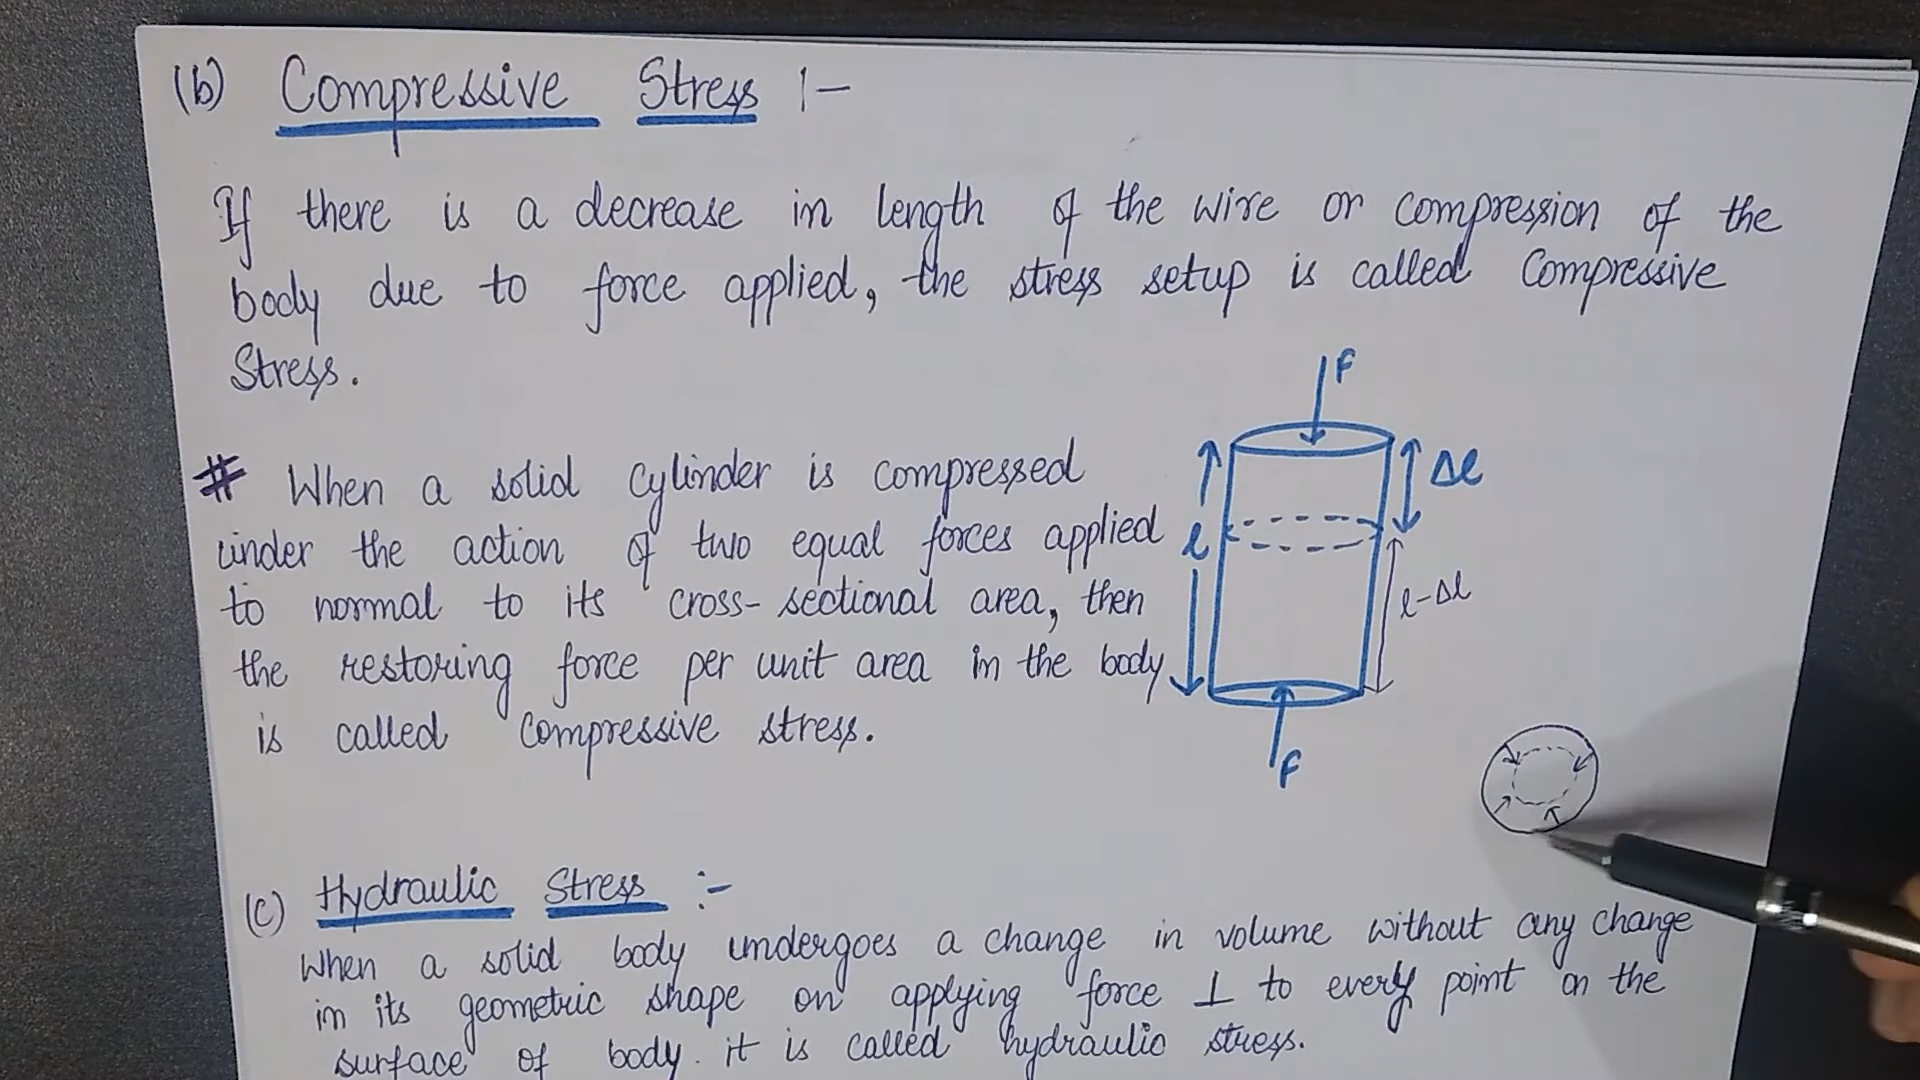 (b) Compressive Stress :-
If there is a decrease in length of the wire or compression of the
body due to force applied, the stress setup is called Compressive
Stress.
# When a solid cylinder is compressed
under the action of two equal forces applied
to normal to its cross-sectional area, then
the restoring force per unit area in the body
is called Compressive stress.
F
Δl
l
l-Δl
F
(c) Hydraulic Stress :-
When a solid body undergoes a change in volume without any change
in its geometric shape on applying force ⊥ to every point on the
surface of body. it is called hydraulic stress.